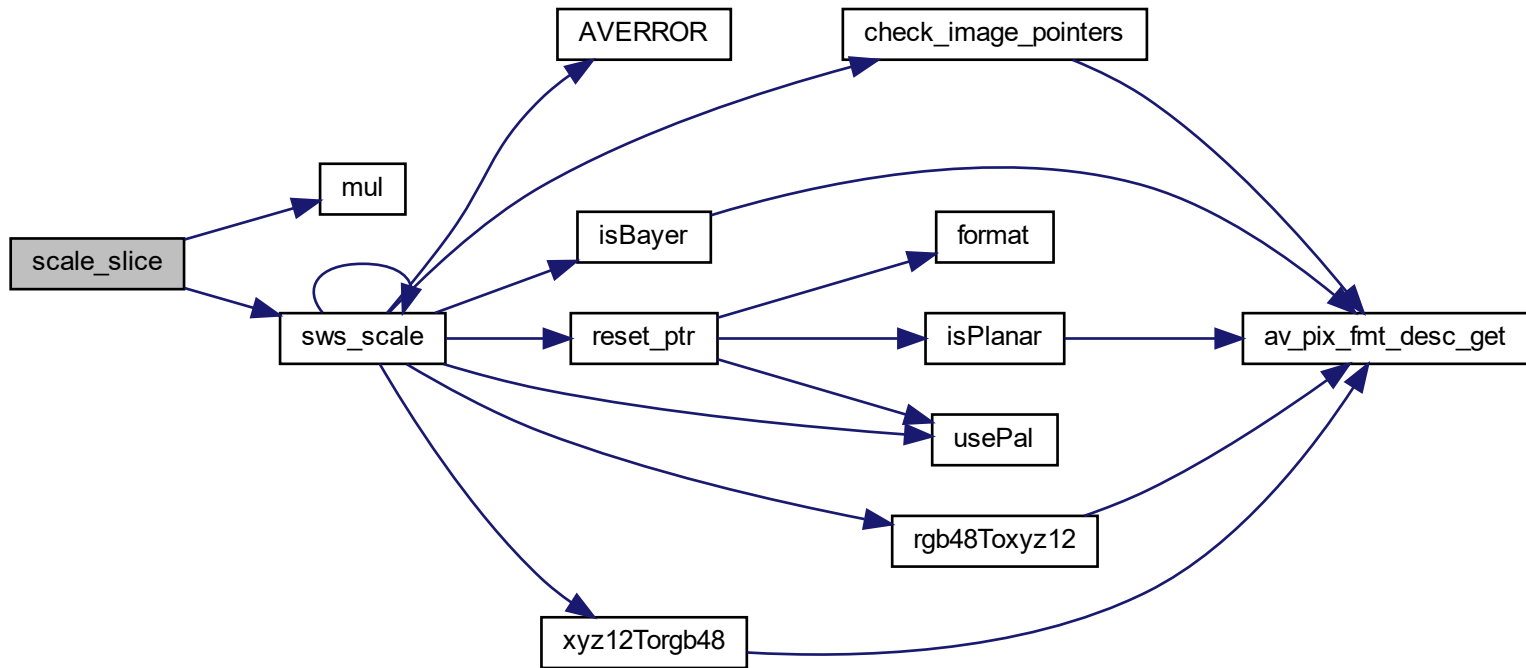 AVERROR
check_image_pointers
mul
isBayer
format
scale_slice
sws_scale
reset_ptr
isPlanar
av_pix_fmt_desc_get
usePal
rgb48Toxyz12
xyz12Torgb48